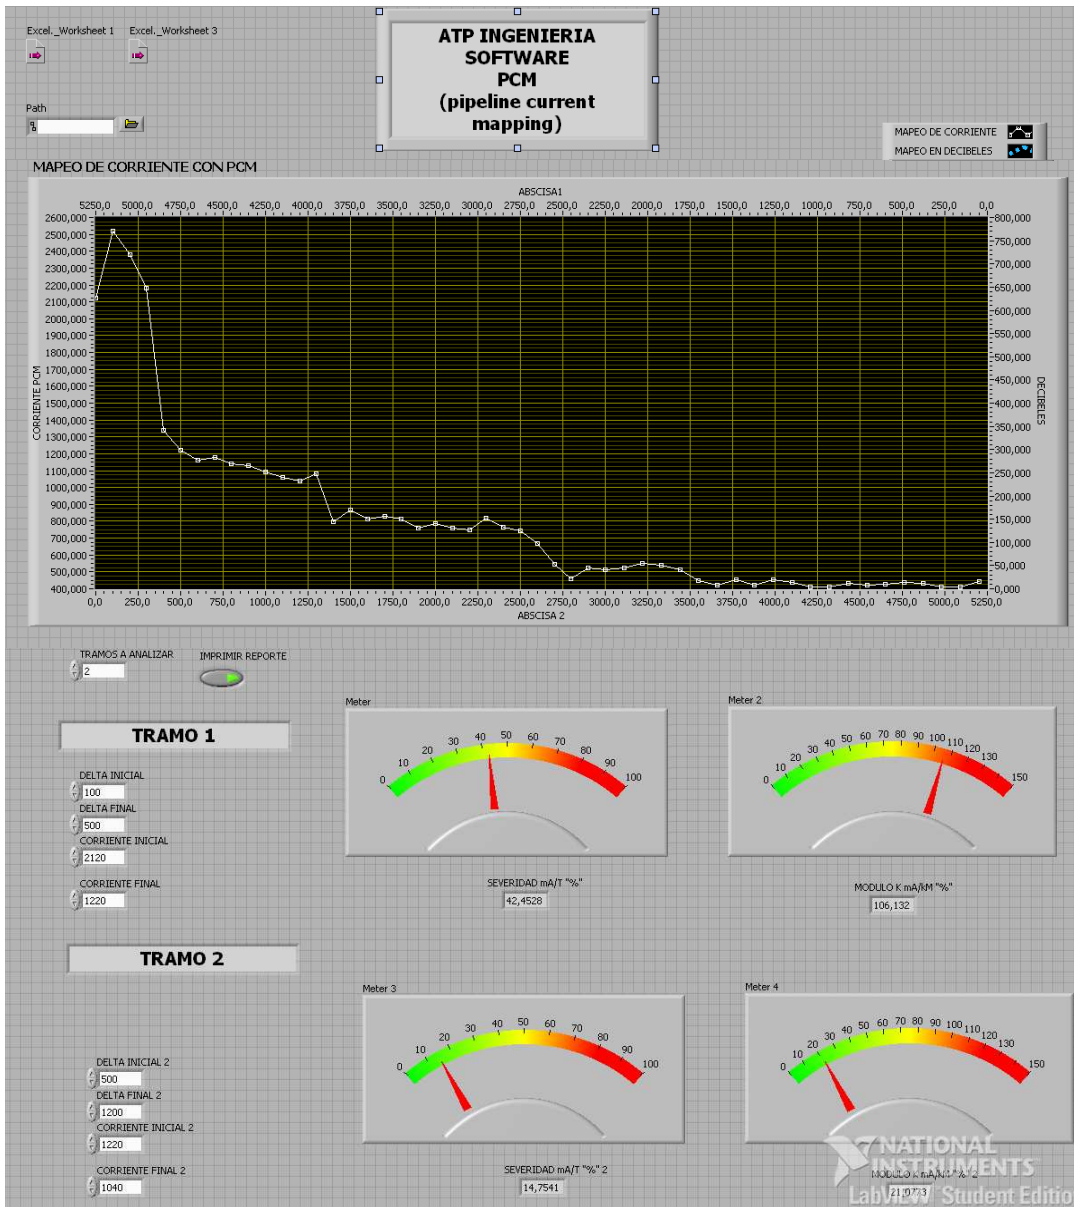 Excel._Worksheet 1
Excel._Worksheet 3
ATP INGENIERIA
SOFTWARE
PCM
(pipeline current
mapping)
Path
MAPEO DE CORRIENTE
MAPEO EN DECIBELES
MAPEO DE CORRIENTE CON PCM
ABSCISA1
5250,0 5000,0 4750,0 4500,0 4250,0 4000,0 3750,0 3500,0 3250,0 3000,0 2750,0 2500,0 2250,0 2000,0 1750,0 1500,0 1250,0 1000,0 750,0 500,0 250,0 0,0
2600,000
2500,000
2400,000
2300,000
2200,000
2100,000
2000,000
1900,000
1800,000
1700,000
1600,000
1500,000
1400,000
1300,000
1200,000
1100,000
1000,000
900,000
800,000
700,000
600,000
500,000
400,000
CORRIENTE PCM
800,000
750,000
700,000
650,000
600,000
550,000
500,000
450,000
400,000
350,000
300,000
250,000
200,000
150,000
100,000
50,000
0,000
DECIBELES
0,0 250,0 500,0 750,0 1000,0 1250,0 1500,0 1750,0 2000,0 2250,0 2500,0 2750,0 3000,0 3250,0 3500,0 3750,0 4000,0 4250,0 4500,0 4750,0 5000,0 5250,0
ABSCISA 2
TRAMOS A ANALIZAR
2
IMPRIMIR REPORTE
TRAMO 1
DELTA INICIAL
100
DELTA FINAL
500
CORRIENTE INICIAL
2120
CORRIENTE FINAL
1220
Meter
0 10 20 30 40 50 60 70 80 90 100
SEVERIDAD mA/T "%"
42,4528
Meter 2
0 10 20 30 40 50 60 70 80 90 100 110 130 150
MODULO K mA/kM "%"
106,132
TRAMO 2
DELTA INICIAL 2
500
DELTA FINAL 2
1200
CORRIENTE INICIAL 2
1220
CORRIENTE FINAL 2
1040
Meter 3
0 10 20 30 40 50 60 70 80 90 100
SEVERIDAD mA/T "%" 2
14,7541
Meter 4
0 10 20 30 40 50 60 70 80 90 100 110 130 150
MODULO K mA/kM "%" 2
21,0773
NATIONAL
INSTRUMENTS
LabVIEW Student Editio